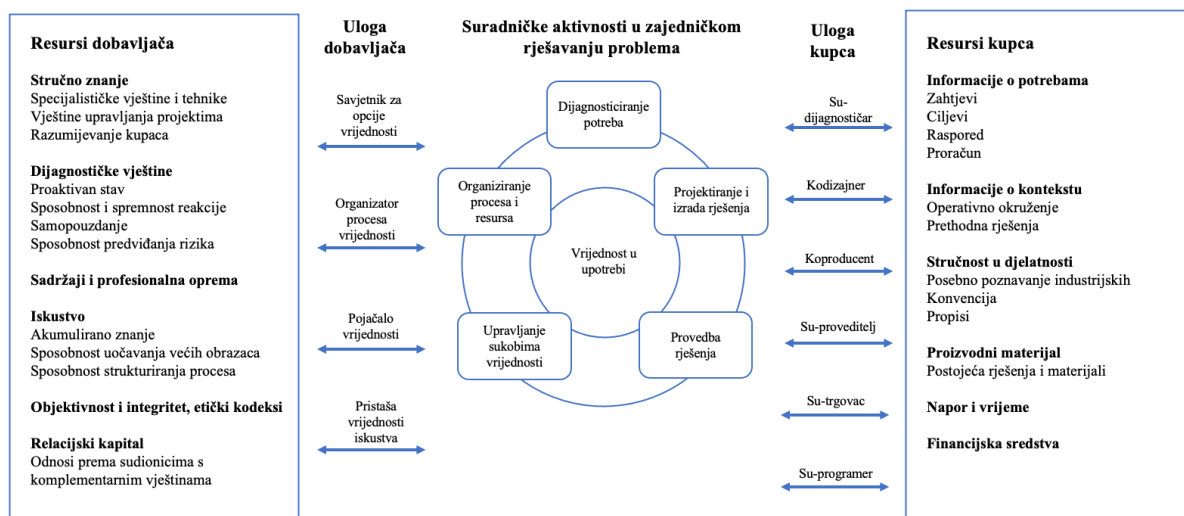 Resursi dobavljača
Stručno znanje
Specijalističke vještine i tehnike
Vještine upravljanja projektima
Razumijevanje kupaca
Dijagnostičke vještine
Proaktivan stav
Sposobnost i spremnost reakcije
Samopouzdanje
Sposobnost predviđanja rizika
Sadržaji i profesionalna oprema
Iskustvo
Akumulirano znanje
Sposobnost uočavanja većih obrazaca
Sposobnost strukturiranja procesa
Objektivnost i integritet, etički kodeksi
Relacijski kapital
Odnosi prema sudionicima s
komplementarnim vještinama
Uloga
dobavljača
Savjetnik za
opcije
vrijednosti
Organizator
procesa
vrijednosti
Pojačalo
vrijednosti
Pristaša
vrijednosti
iskustva
Suradničke aktivnosti u zajedničkom
rješavanju problema
Dijagnosticiranje
potreba
Organiziranje
procesa i
resursa
Projektiranje i
izrada rješenja
Vrijednost u
upotrebi
Upravljanje
sukobima
vrijednosti
Provedba
rješenja
Uloga
kupca
Su-
dijagnostičar
Kodizajner
Koproducent
Su-proveditelj
Su-trgovac
Su-programer
Resursi kupca
Informacije o potrebama
Zahtjevi
Ciljevi
Raspored
Proračun
Informacije o kontekstu
Operativno okruženje
Prethodna rješenja
Stručnost u djelatnosti
Posebno poznavanje industrijskih
Konvencija
Propisi
Proizvodni materijal
Postojeća rješenja i materijali
Napor i vrijeme
Financijska sredstva